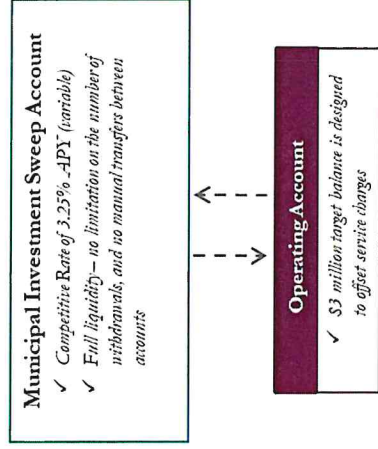 Municipal Investment Sweep Account
✓ Competitive Rate of 3.25% APY (variable)
✓ Full liquidity – no limitation on the number of
withdrawals, and no manual transfers between
accounts
Operating Account
✓ $3 million target balance is designed
to offset service charges